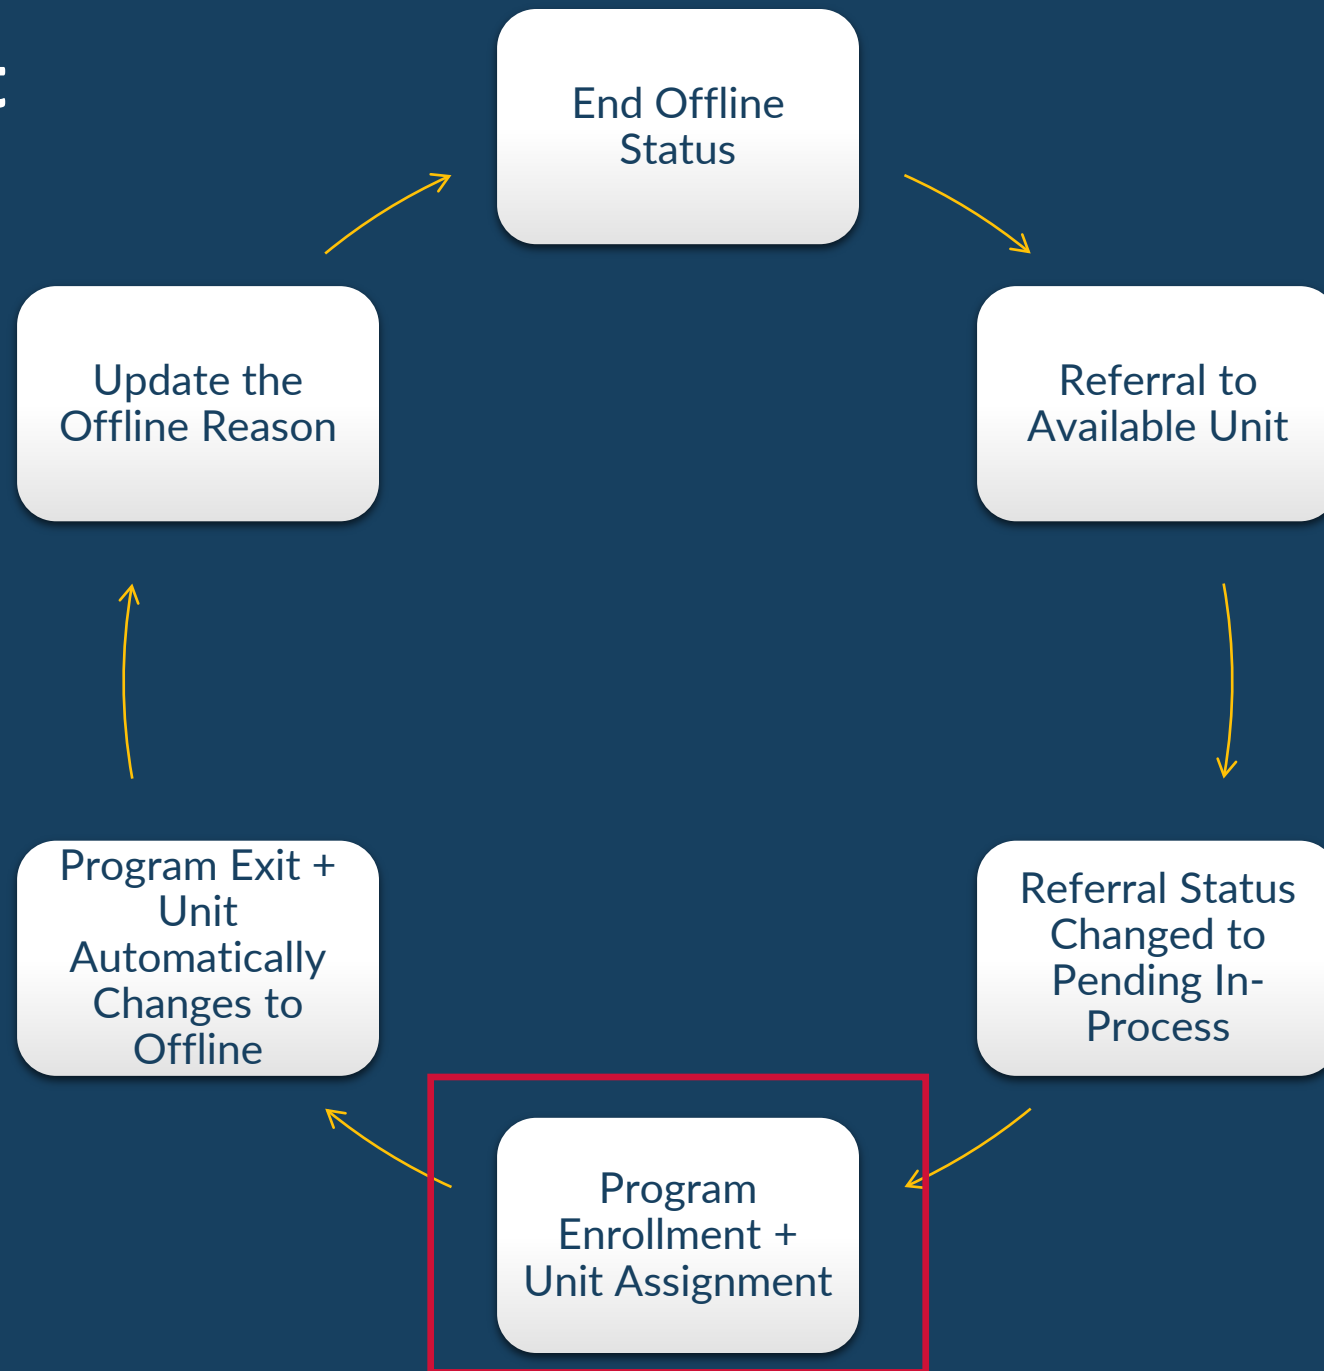 End Offline
Status
Update the
Offline Reason
Referral to
Available Unit
Program Exit +
Unit
Automatically
Changes to
Offline
Referral Status
Changed to
Pending In-
Process
Program
Enrollment +
Unit Assignment